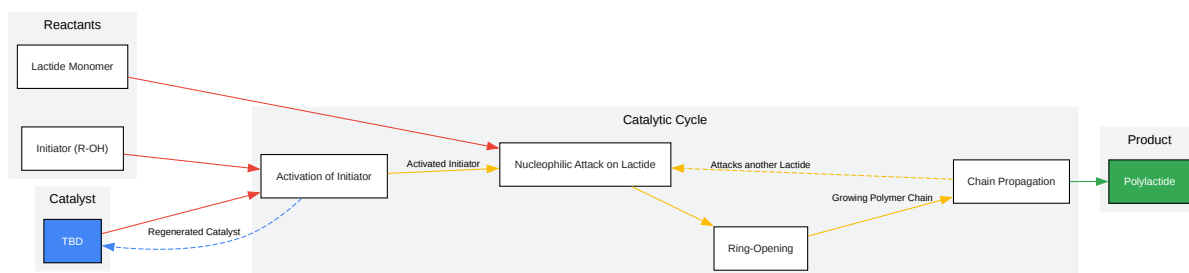 Reactants
Lactide Monomer
Initiator (R-OH)
Catalyst
TBD
Regenerated Catalyst
Catalytic Cycle
Activation of Initiator
Activated Initiator
Nucleophilic Attack on Lactide
Attacks another Lactide
Ring-Opening
Growing Polymer Chain
Chain Propagation
Product
Polylactide